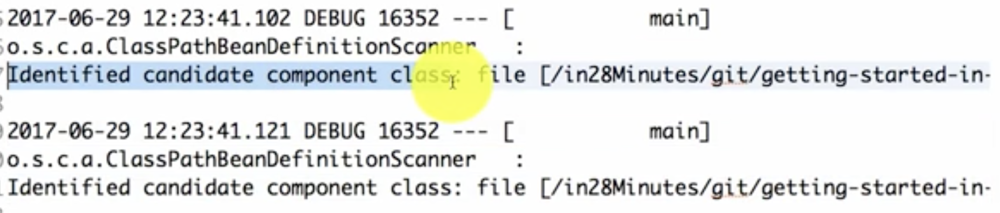 2017-06-29 12:23:41.102 DEBUG 16352 --- [           main]
o.s.c.a.ClassPathBeanDefinitionScanner   :
Identified candidate component class: file [/in28Minutes/git/getting-started-in-
2017-06-29 12:23:41.121 DEBUG 16352 --- [           main]
o.s.c.a.ClassPathBeanDefinitionScanner   :
Identified candidate component class: file [/in28Minutes/git/getting-started-in-